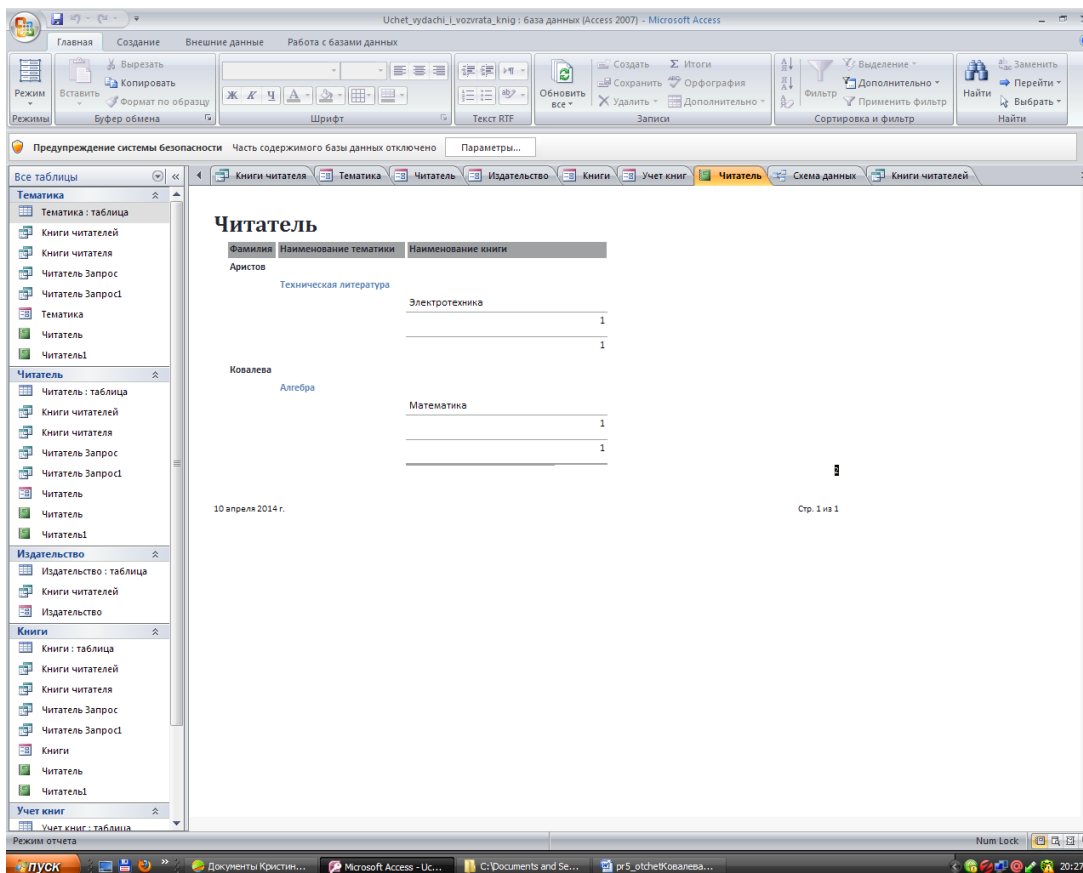 Uchet_vydachi_i_vozvrata_knig : база данных (Access 2007) - Microsoft Access
Главная Создание Внешние данные Работа с базами данных
Режим
Вставить
Вырезать
Копировать
Формат по образцу
Ж К Ч А
Обновить все
Создать
Сохранить
Удалить
Итоги
Орфография
Дополнительно
Фильтр
Выделение
Дополнительно
Применить фильтр
Найти
Заменить
Перейти
Выбрать
Режимы Буфер обмена Шрифт Текст RTF Записи Сортировка и фильтр Найти
Предупреждение системы безопасности Часть содержимого базы данных отключено Параметры...
Все таблицы
Книги читателя Тематика Читатель Издательство Книги Учет книг Читатель Схема данных Книги читателей
Тематика
Тематика : таблица
Книги читателей
Книги читателя
Читатель Запрос
Читатель Запрос1
Тематика
Читатель
Читатель1
Читатель
Читатель : таблица
Книги читателей
Книги читателя
Читатель Запрос
Читатель Запрос1
Читатель
Читатель
Читатель1
Издательство
Издательство : таблица
Книги читателей
Издательство
Книги
Книги : таблица
Книги читателей
Книги читателя
Читатель Запрос
Читатель Запрос1
Книги
Читатель
Читатель1
Учет книг
Учет книг : таблица
Читатель
Фамилия Наименование тематики Наименование книги
Аристов
Техническая литература
Электротехника
1
1
Ковалева
Алгебра
Математика
1
1
2
10 апреля 2014 г. Стр. 1 из 1
Режим отчета Num Lock
пуск Документы Кристин... Microsoft Access - Uc... C:\Documents and Se... pr5_otchetКовалева... 20:27